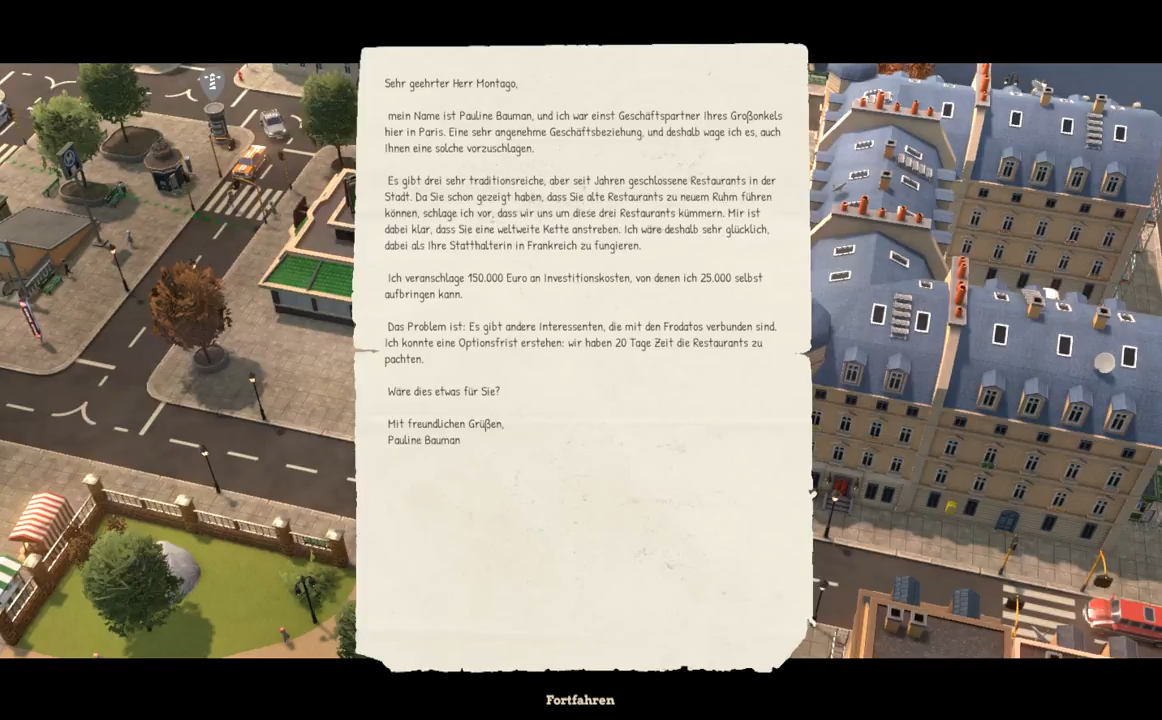 Sehr geehrter Herr Montago,
mein Name ist Pauline Bauman, und ich war einst Geschäftspartner Ihres Großonkels
hier in Paris. Eine sehr angenehme Geschäftsbeziehung, und deshalb wage ich es, auch
Ihnen eine solche vorzuschlagen.
Es gibt drei sehr traditionsreiche, aber seit Jahren geschlossene Restaurants in der
Stadt. Da Sie schon gezeigt haben, dass Sie alte Restaurants zu neuem Ruhm führen
können, schlage ich vor, dass wir uns um diese drei Restaurants kümmern. Mir ist
dabei klar, dass Sie eine weltweite Kette anstreben. Ich wäre deshalb sehr glücklich,
dabei als Ihre Statthalterin in Frankreich zu fungieren.
Ich veranschlage 150.000 Euro an Investitionskosten, von denen ich 25.000 selbst
aufbringen kann.
Das Problem ist: Es gibt andere Interessenten, die mit den Frodatos verbunden sind.
Ich konnte eine Optionsfrist erstehen: wir haben 20 Tage Zeit die Restaurants zu
pachten.
Wäre dies etwas für Sie?
Mit freundlichen Grüßen,
Pauline Bauman
Fortfahren